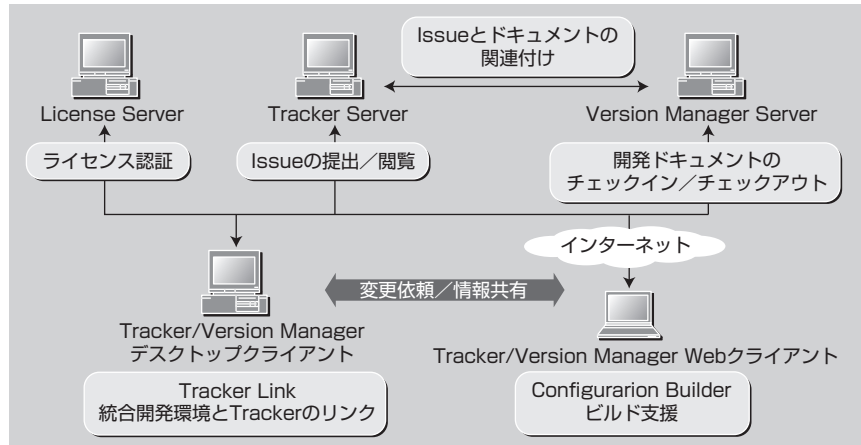 Issueとドキュメントの
関連付け
License Server
Tracker Server
Version Manager Server
ライセンス認証
Issueの提出／閲覧
開発ドキュメントの
チェックイン／チェックアウト
インターネット
変更依頼／情報共有
Tracker/Version Manager
デスクトップクライアント
Tracker/Version Manager Webクライアント
Tracker Link
統合開発環境とTrackerのリンク
Configurarion Builder
ビルド支援